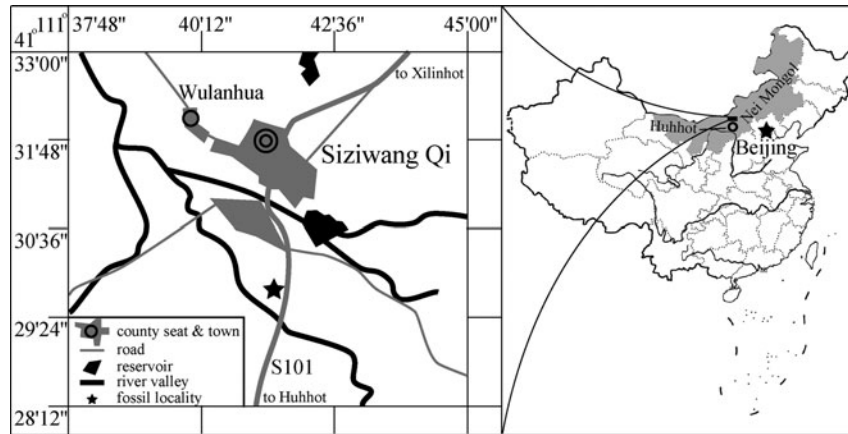 111° 37'48" 40'12" 42'36" 45'00"
41° 33'00"
31'48"
30'36"
29'24"
28'12"
to Xilinhot
Wulanhua
Siziwang Qi
S101
to Huhhot
county seat & town
road
reservoir
river valley
fossil locality
Nei Mongol
Huhhot
Beijing